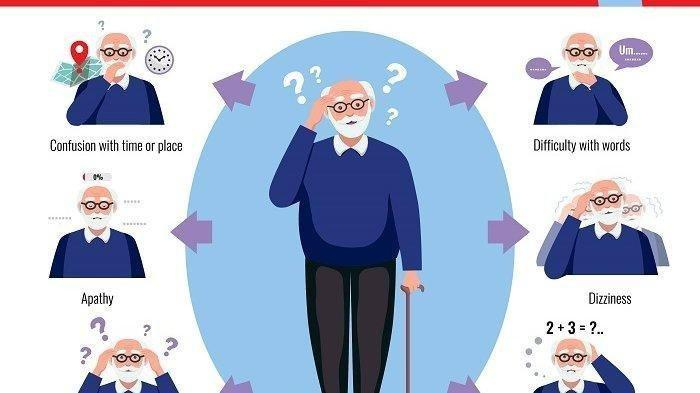 Um......
........
.....
Confusion with time or place
Difficulty with words
0%
Apathy
Dizziness
2 + 3 = ?..
? ? ? ? ? ? ? ? ?